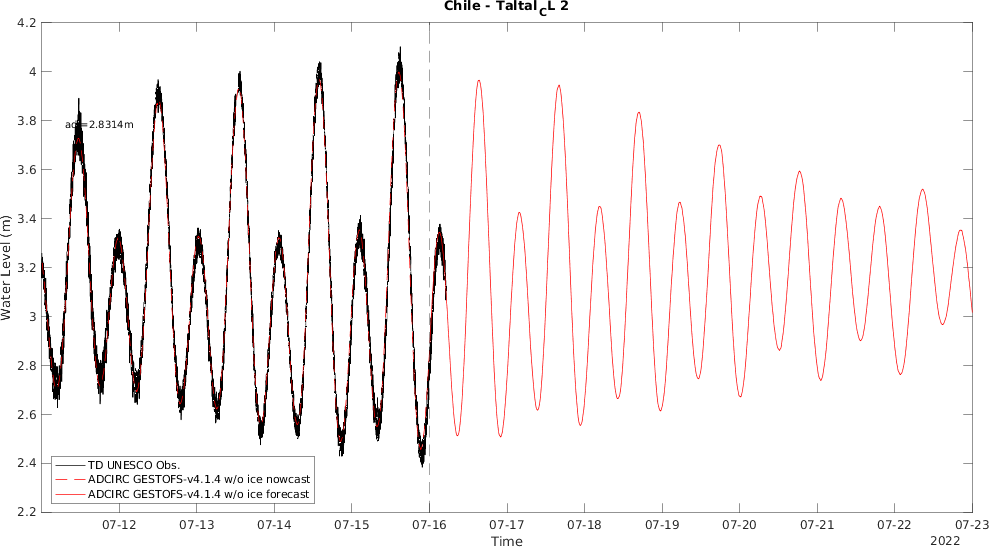 Chile - Taltal_CL 2
4.2
4
3.8
3.6
3.4
3.2
3
2.8
2.6
2.4
2.2
Water Level (m)
adj=2.8314m
TD UNESCO Obs.
ADCIRC GESTOFS-v4.1.4 w/o ice nowcast
ADCIRC GESTOFS-v4.1.4 w/o ice forecast
07-12 07-13 07-14 07-15 07-16 07-17 07-18 07-19 07-20 07-21 07-22 07-23
Time
2022